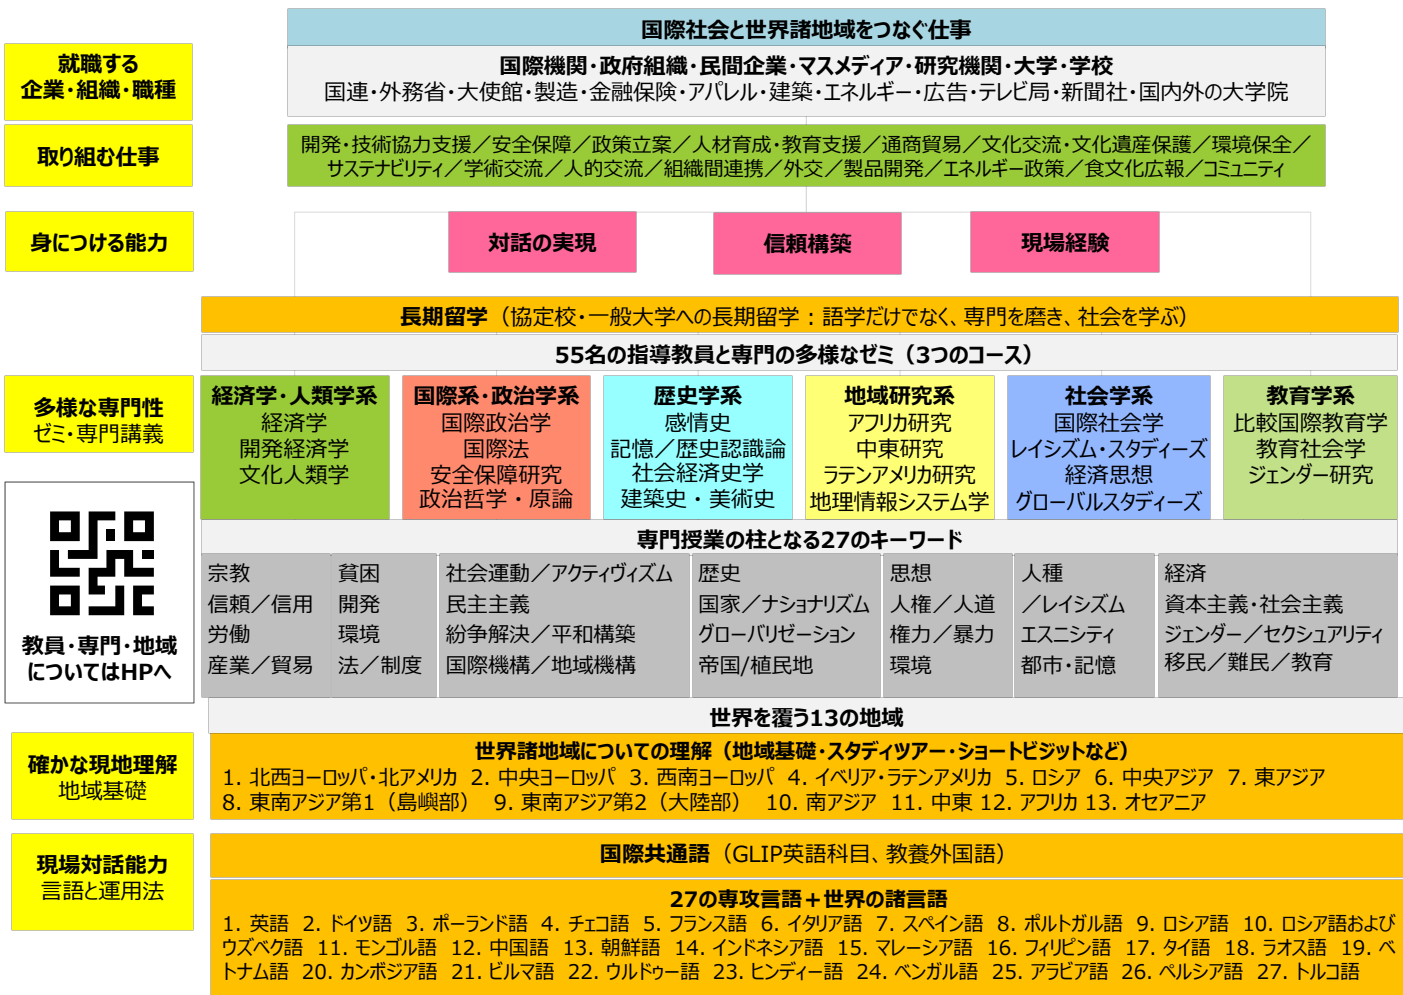 国際社会と世界諸地域をつなぐ仕事
就職する
企業・組織・職種
国際機関・政府組織・民間企業・マスメディア・研究機関・大学・学校
国連・外務省・大使館・製造・金融保険・アパレル・建築・エネルギー・広告・テレビ局・新聞社・国内外の大学院
取り組む仕事
開発・技術協力支援／安全保障／政策立案／人材育成・教育支援／通商貿易／文化交流・文化遺産保護／環境保全／
サステナビリティ／学術交流／人的交流／組織間連携／外交／製品開発／エネルギー政策／食文化広報／コミュニティ
身につける能力
対話の実現
信頼構築
現場経験
長期留学（協定校・一般大学への長期留学：語学だけでなく、専門を磨き、社会を学ぶ）
55名の指導教員と専門の多様なゼミ（3つのコース）
多様な専門性
ゼミ・専門講義
経済学・人類学系
経済学
開発経済学
文化人類学
国際系・政治学系
国際政治学
国際法
安全保障研究
政治哲学・原論
歴史学系
感情史
記憶／歴史認識論
社会経済史学
建築史・美術史
地域研究系
アフリカ研究
中東研究
ラテンアメリカ研究
地理情報システム学
社会学系
国際社会学
レイシズム・スタディーズ
経済思想
グローバルスタディーズ
教育学系
比較国際教育学
教育社会学
ジェンダー研究
教員・専門・地域
についてはHPへ
専門授業の柱となる27のキーワード
宗教
信頼／信用
労働
産業／貿易
貧困
開発
環境
法／制度
社会運動／アクティヴィズム
民主主義
紛争解決／平和構築
国際機構／地域機構
歴史
国家／ナショナリズム
グローバリゼーション
帝国/植民地
思想
人権／人道
権力／暴力
環境
人種
／レイシズム
エスニシティ
都市・記憶
経済
資本主義・社会主義
ジェンダー／セクシュアリティ
移民／難民／教育
世界を覆う13の地域
確かな現地理解
地域基礎
世界諸地域についての理解（地域基礎・スタディツアー・ショートビジットなど）
1. 北西ヨーロッパ・北アメリカ 2. 中央ヨーロッパ 3. 西南ヨーロッパ 4. イベリア・ラテンアメリカ 5. ロシア 6. 中央アジア 7. 東アジア
8. 東南アジア第1（島嶼部） 9. 東南アジア第2（大陸部） 10. 南アジア 11. 中東 12. アフリカ 13. オセアニア
現場対話能力
言語と運用法
国際共通語（GLIP英語科目、教養外国語）
27の専攻言語＋世界の諸言語
1. 英語 2. ドイツ語 3. ポーランド語 4. チェコ語 5. フランス語 6. イタリア語 7. スペイン語 8. ポルトガル語 9. ロシア語 10. ロシア語および
ウズベク語 11. モンゴル語 12. 中国語 13. 朝鮮語 14. インドネシア語 15. マレーシア語 16. フィリピン語 17. タイ語 18. ラオス語 19. ベ
トナム語 20. カンボジア語 21. ビルマ語 22. ウルドゥー語 23. ヒンディー語 24. ベンガル語 25. アラビア語 26. ペルシア語 27. トルコ語